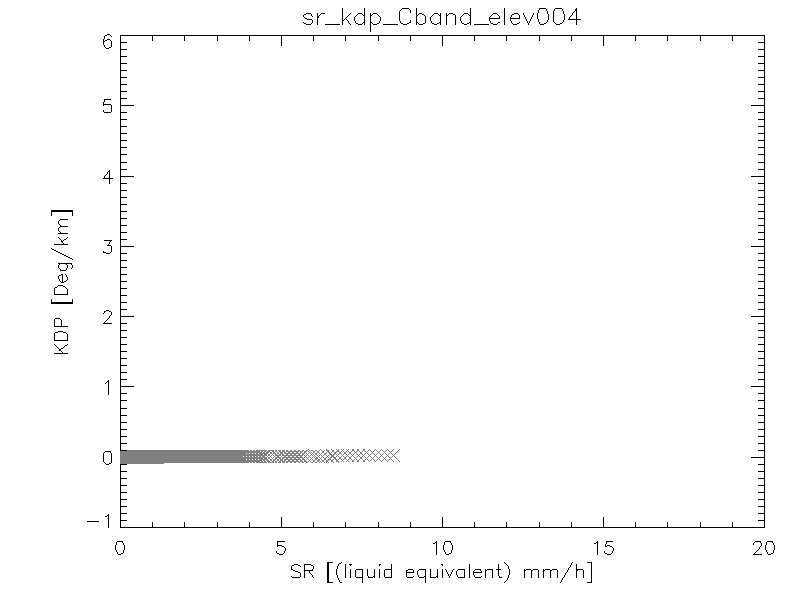 sr_kdp_Cband_elev004
6
5
4
3
2
1
0
-1
KDP [Deg/km]
0 5 10 15 20
SR [(liquid equivalent) mm/h]